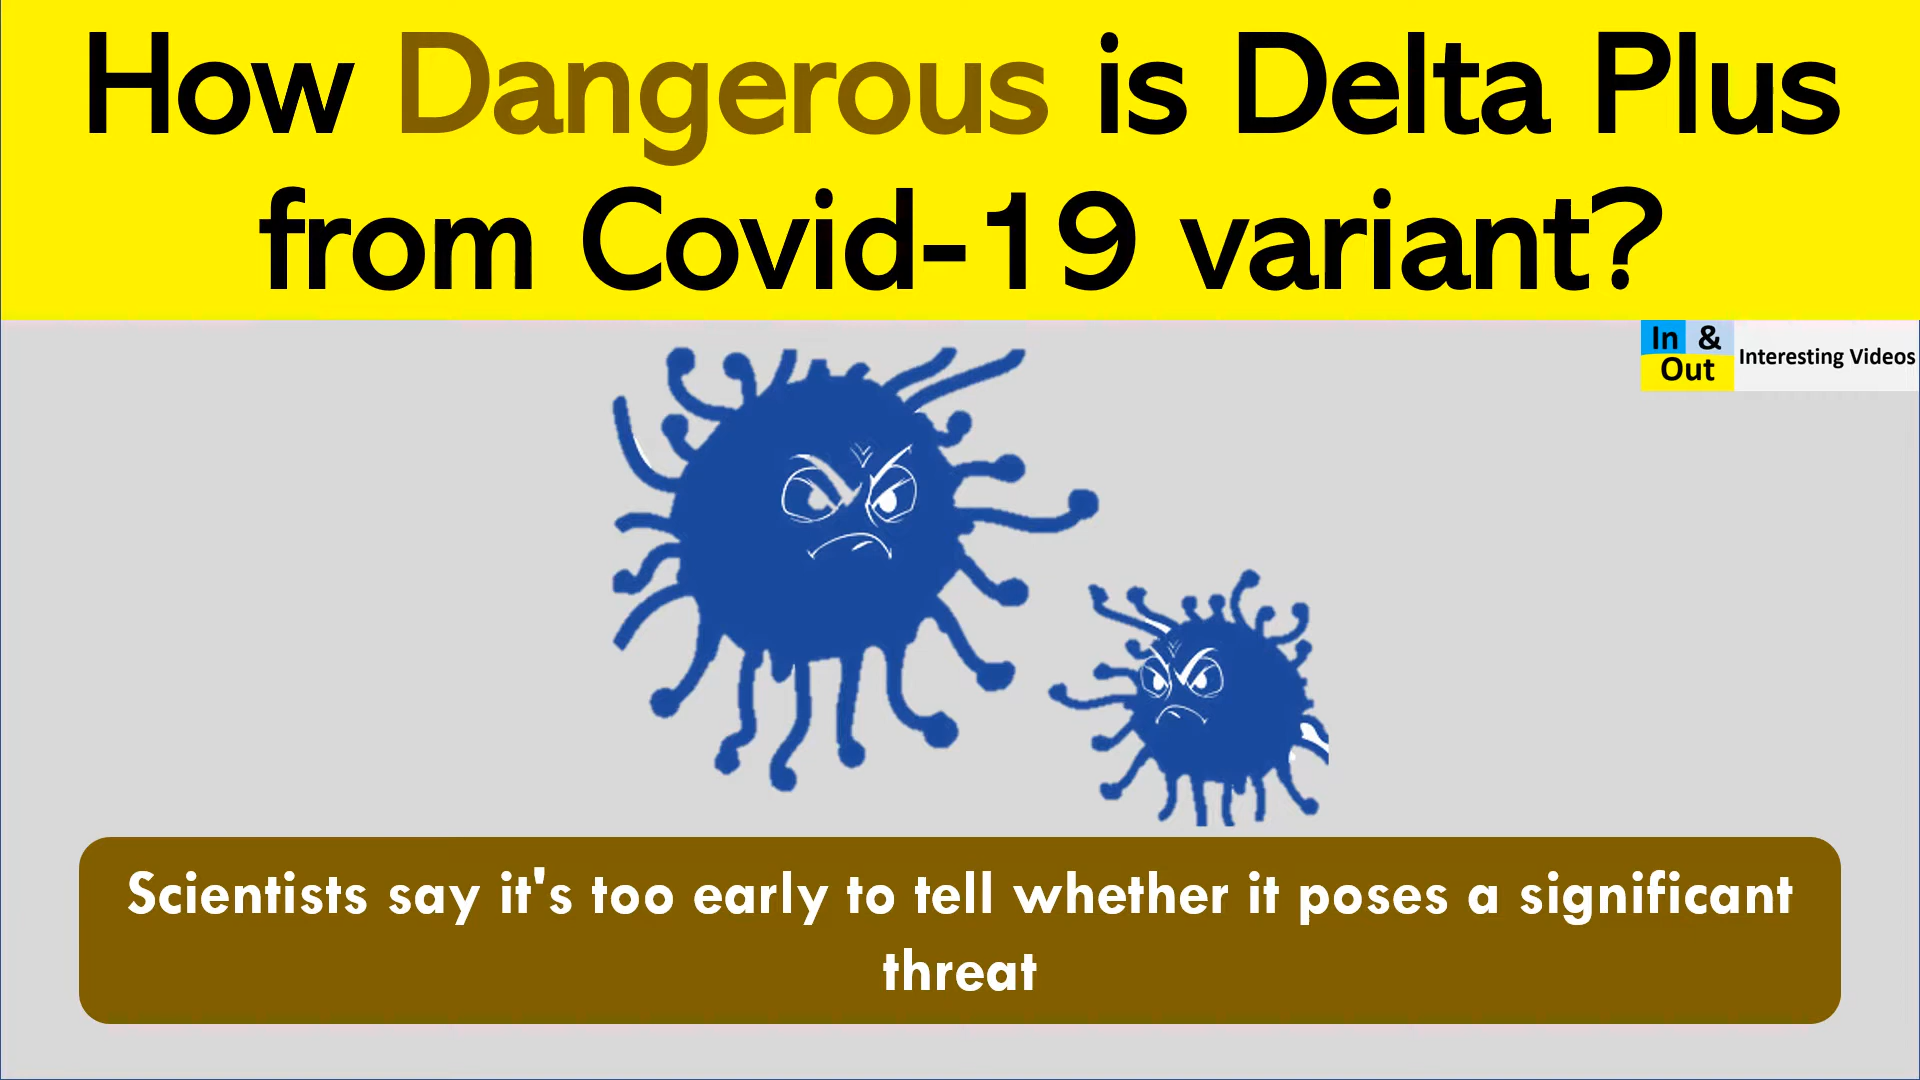 How Dangerous is Delta Plus
from Covid-19 variant?
In &
Out
Interesting Videos
Scientists say it's too early to tell whether it poses a significant
threat